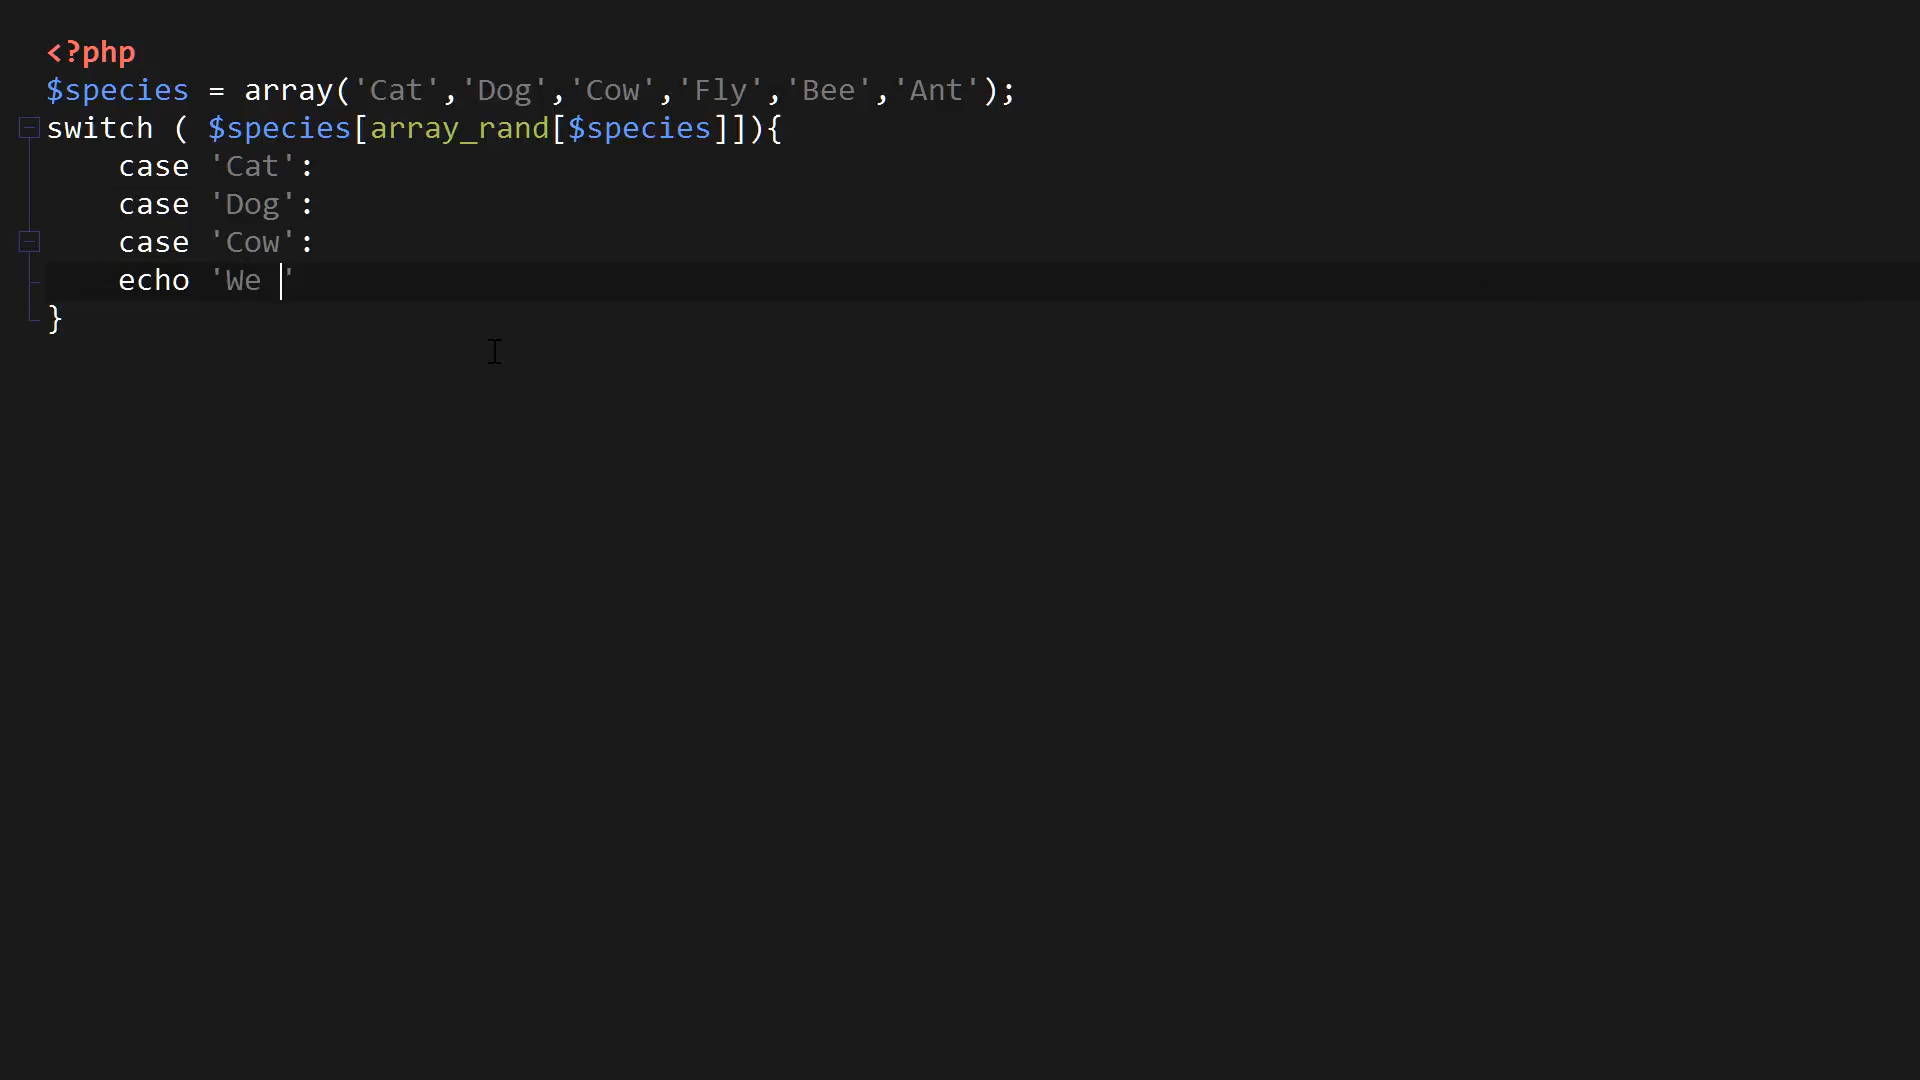 <?php
$species = array('Cat','Dog','Cow','Fly','Bee','Ant');
switch ( $species[array_rand[$species]]){
    case 'Cat':
    case 'Dog':
    case 'Cow':
    echo 'We '
}